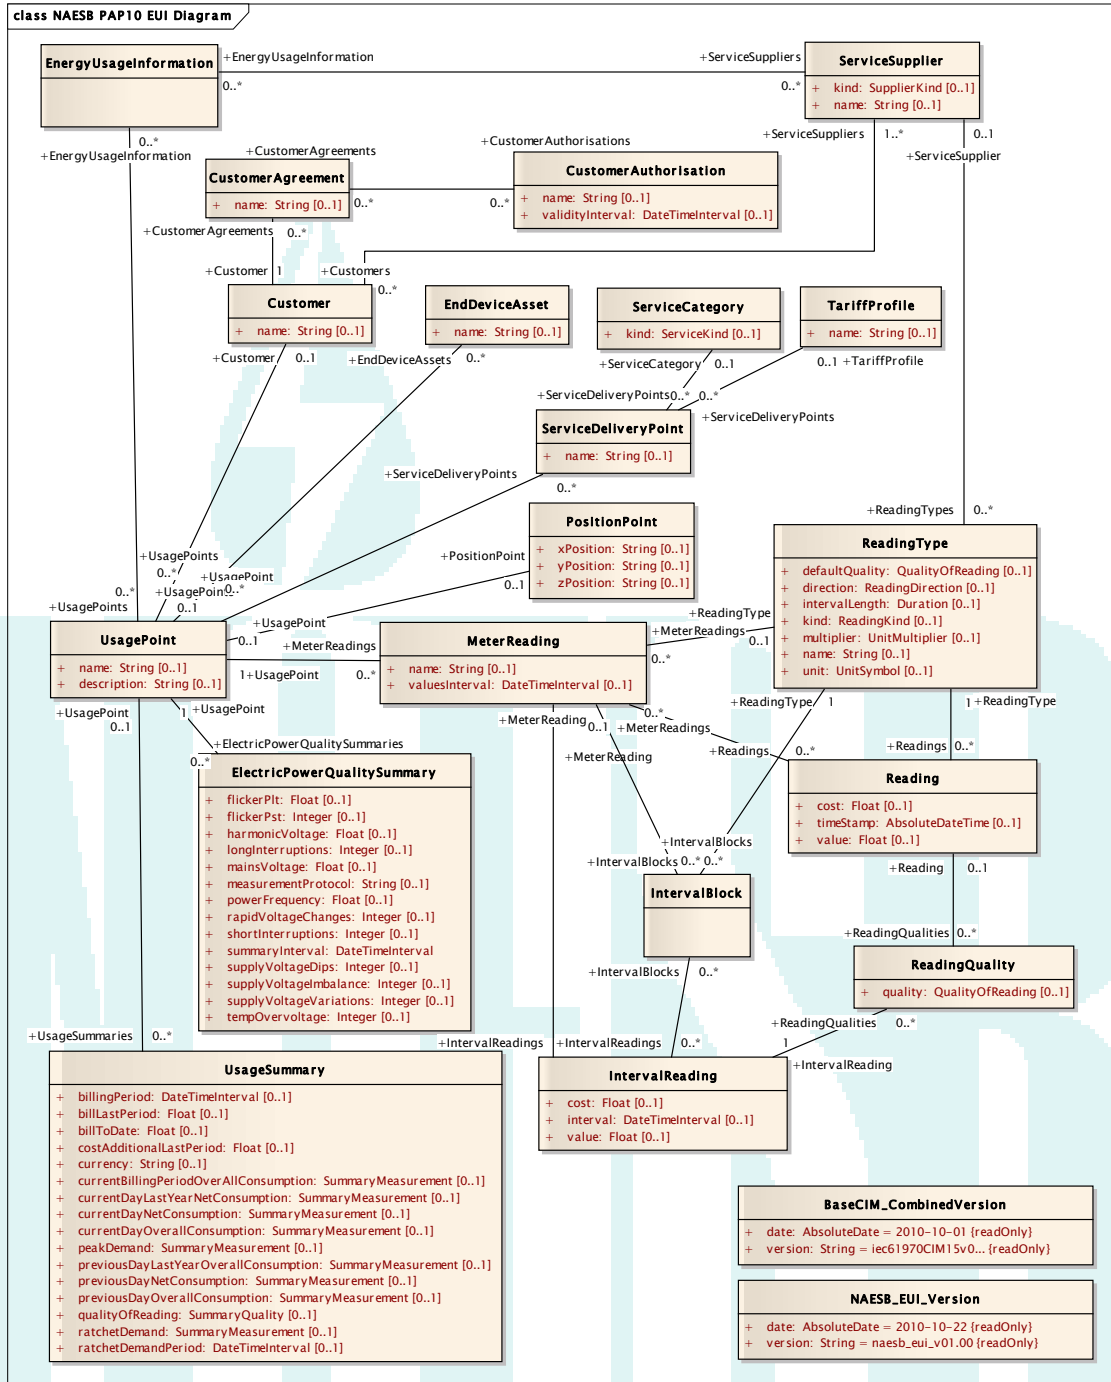 class NAESB PAP10 EUI Diagram
EnergyUsageInformation
+EnergyUsageInformation
0..*
+ServiceSuppliers
0..*
ServiceSupplier
+ kind: SupplierKind [0..1]
+ name: String [0..1]
+ServiceSuppliers
1..*
0..1
+ServiceSupplier
0..*
+EnergyUsageInformation
+CustomerAgreements
+CustomerAuthorisations
CustomerAgreement
+ name: String [0..1]
0..*
0..*
CustomerAuthorisation
+ name: String [0..1]
+ validityInterval: DateTimeInterval [0..1]
+CustomerAgreements
0..*
+Customer 1
+Customers
0..*
Customer
+ name: String [0..1]
+Customer
0..1
EndDeviceAsset
+ name: String [0..1]
+EndDeviceAssets
0..*
ServiceCategory
+ kind: ServiceKind [0..1]
+ServiceCategory
0..1
TariffProfile
+ name: String [0..1]
0..1 +TariffProfile
+ServiceDeliveryPoints 0..*
0..*
+ServiceDeliveryPoints
ServiceDeliveryPoint
+ name: String [0..1]
+ServiceDeliveryPoints
0..*
PositionPoint
+ xPosition: String [0..1]
+ yPosition: String [0..1]
+ zPosition: String [0..1]
+PositionPoint
0..1
+ReadingTypes
0..*
ReadingType
+ defaultQuality: QualityOfReading [0..1]
+ direction: ReadingDirection [0..1]
+ intervalLength: Duration [0..1]
+ kind: ReadingKind [0..1]
+ multiplier: UnitMultiplier [0..1]
+ name: String [0..1]
+ unit: UnitSymbol [0..1]
+UsagePoints
0..*
+UsagePoint
0..*
0..*
+UsagePoints
0..1
+UsagePoint
0..1
UsagePoint
+ name: String [0..1]
+ description: String [0..1]
+MeterReadings
1 +UsagePoint
0..*
MeterReading
+ name: String [0..1]
+ valuesInterval: DateTimeInterval [0..1]
+ReadingType
+MeterReadings
0..1
0..*
+UsagePoint
0..1
1
+UsagePoint
+ElectricPowerQualitySummaries
0..*
+MeterReading
0..1
0..*
+MeterReadings
+MeterReading
+ReadingType
1
1 +ReadingType
+Readings
0..*
+Readings
0..*
ElectricPowerQualitySummary
+ flickerPlt: Float [0..1]
+ flickerPst: Integer [0..1]
+ harmonicVoltage: Float [0..1]
+ longInterruptions: Integer [0..1]
+ mainsVoltage: Float [0..1]
+ measurementProtocol: String [0..1]
+ powerFrequency: Float [0..1]
+ rapidVoltageChanges: Integer [0..1]
+ shortInterruptions: Integer [0..1]
+ summaryInterval: DateTimeInterval
+ supplyVoltageDips: Integer [0..1]
+ supplyVoltageImbalance: Integer [0..1]
+ supplyVoltageVariations: Integer [0..1]
+ tempOvervoltage: Integer [0..1]
Reading
+ cost: Float [0..1]
+ timeStamp: AbsoluteDateTime [0..1]
+ value: Float [0..1]
+Reading
0..1
+IntervalBlocks
+IntervalBlocks 0..* 0..*
IntervalBlock
+IntervalBlocks
0..*
+ReadingQualities 0..*
ReadingQuality
+ quality: QualityOfReading [0..1]
+ReadingQualities
0..*
+UsageSummaries
0..*
+IntervalReadings
+IntervalReadings
0..*
1
+IntervalReading
IntervalReading
+ cost: Float [0..1]
+ interval: DateTimeInterval [0..1]
+ value: Float [0..1]
UsageSummary
+ billingPeriod: DateTimeInterval [0..1]
+ billLastPeriod: Float [0..1]
+ billToDate: Float [0..1]
+ costAdditionalLastPeriod: Float [0..1]
+ currency: String [0..1]
+ currentBillingPeriodOverAllConsumption: SummaryMeasurement [0..1]
+ currentDayLastYearNetConsumption: SummaryMeasurement [0..1]
+ currentDayNetConsumption: SummaryMeasurement [0..1]
+ currentDayOverallConsumption: SummaryMeasurement [0..1]
+ peakDemand: SummaryMeasurement [0..1]
+ previousDayLastYearOverallConsumption: SummaryMeasurement [0..1]
+ previousDayNetConsumption: SummaryMeasurement [0..1]
+ previousDayOverallConsumption: SummaryMeasurement [0..1]
+ qualityOfReading: SummaryQuality [0..1]
+ ratchetDemand: SummaryMeasurement [0..1]
+ ratchetDemandPeriod: DateTimeInterval [0..1]
BaseCIM_CombinedVersion
+ date: AbsoluteDate = 2010-10-01 {readOnly}
+ version: String = iec61970CIM15v0... {readOnly}
NAESB_EUI_Version
+ date: AbsoluteDate = 2010-10-22 {readOnly}
+ version: String = naesb_eui_v01.00 {readOnly}